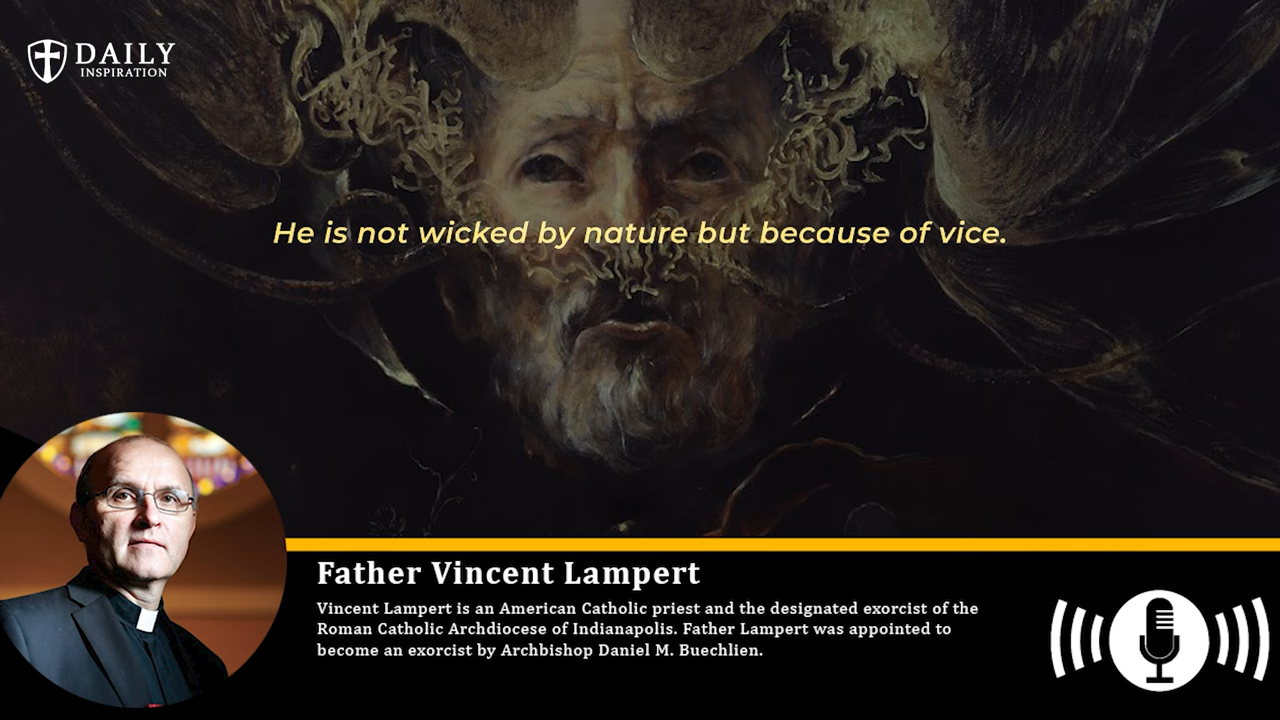 DAILY
INSPIRATION
He is not wicked by nature but because of vice.
Father Vincent Lampert
Vincent Lampert is an American Catholic priest and the designated exorcist of the
Roman Catholic Archdiocese of Indianapolis. Father Lampert was appointed to
become an exorcist by Archbishop Daniel M. Buechlien.